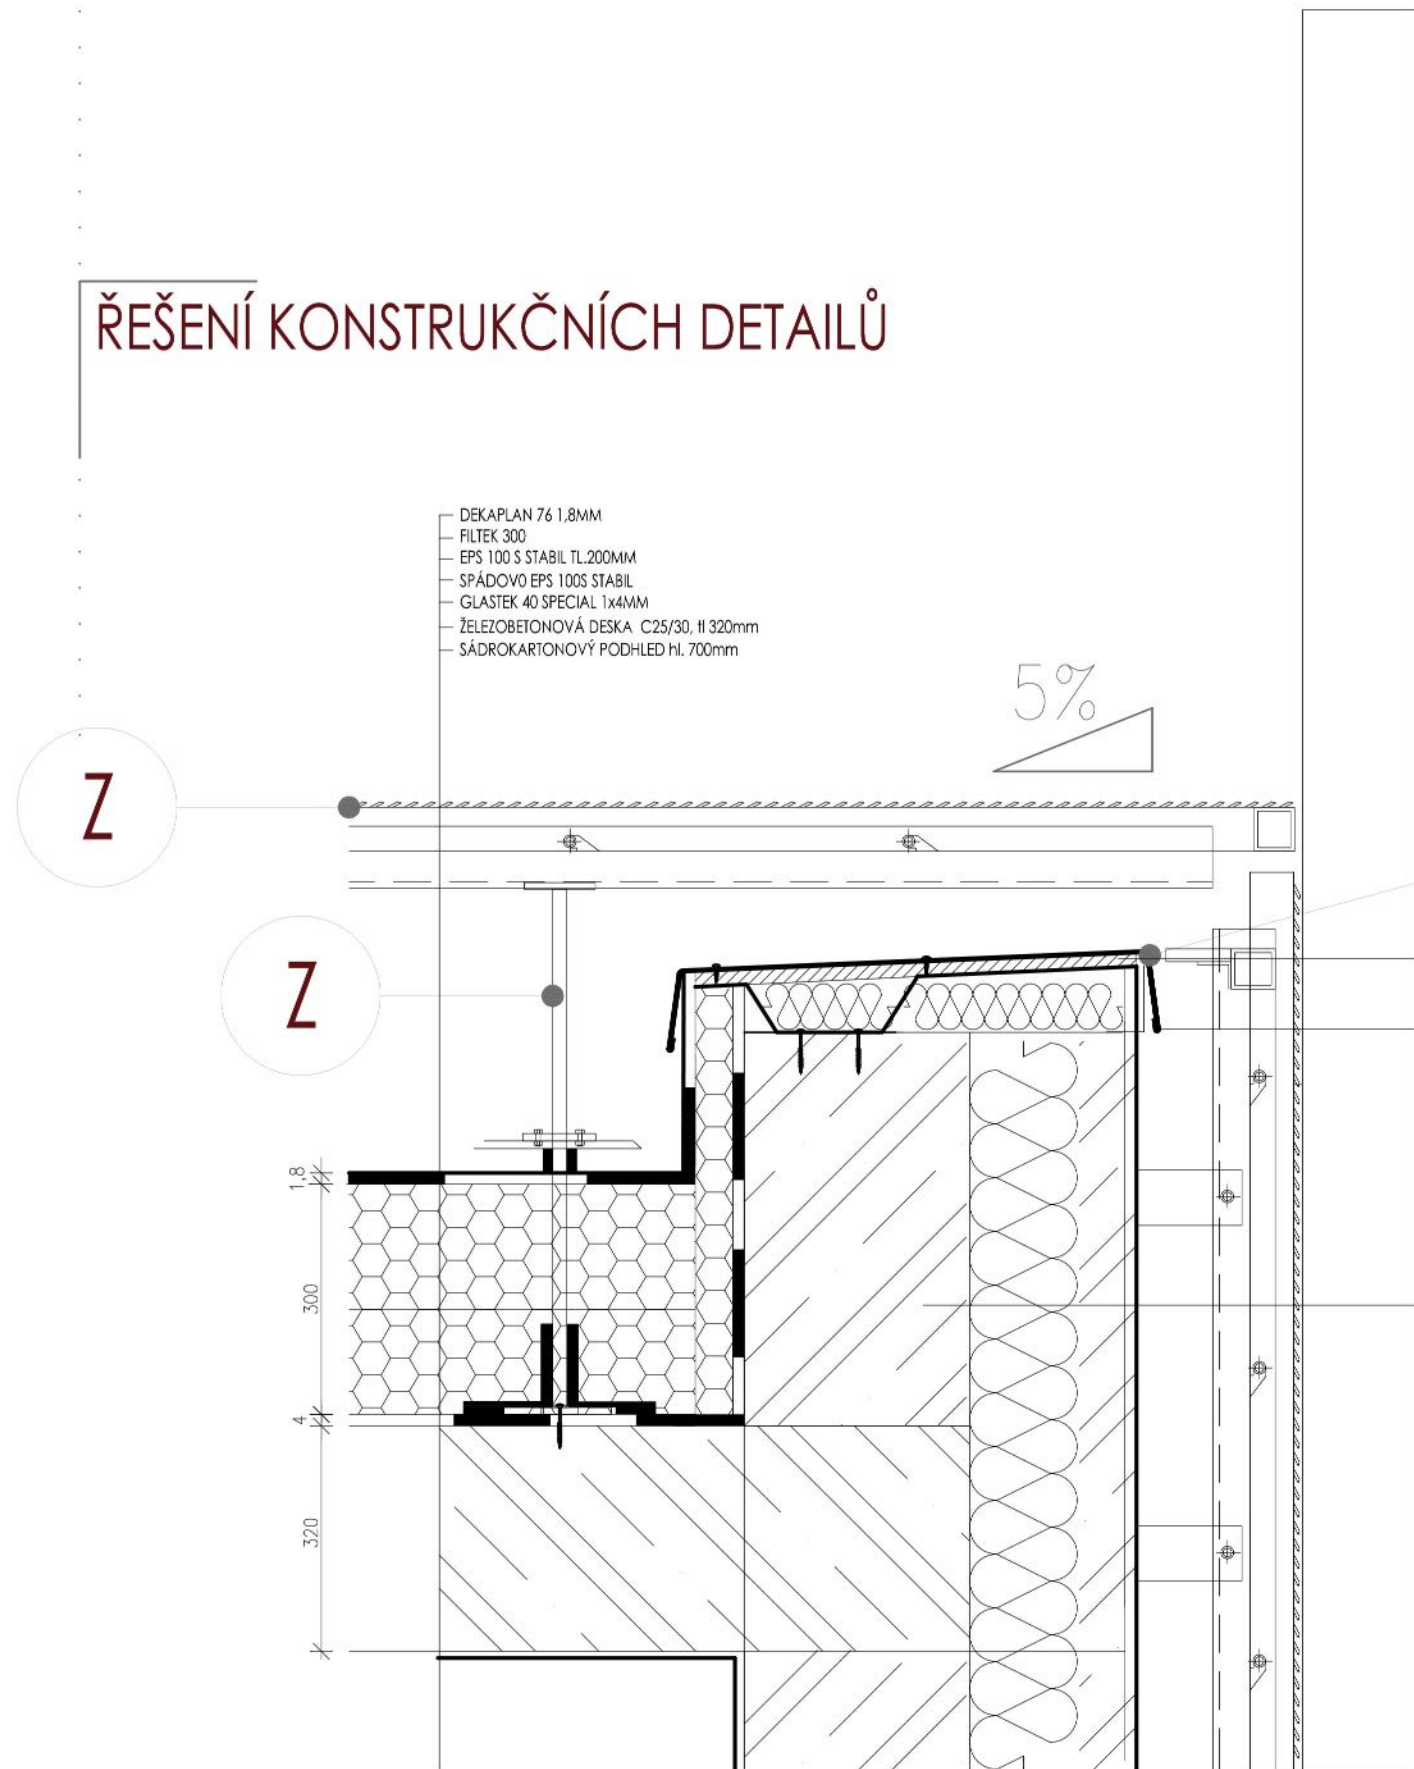 ŘEŠENÍ KONSTRUKČNÍCH DETAILŮ
DEKAPLAN 76 1,8MM
FILTEK 300
EPS 100 S STABIL TL.200MM
SPÁDOV0 EPS 100S STABIL
GLASTEK 40 SPECIAL 1x4MM
ŽELEZOBETONOVÁ DESKA C25/30, tl 320mm
SÁDROKARTONOVÝ PODHLED hl. 700mm
5%
Z
Z
1,8
300
4
320